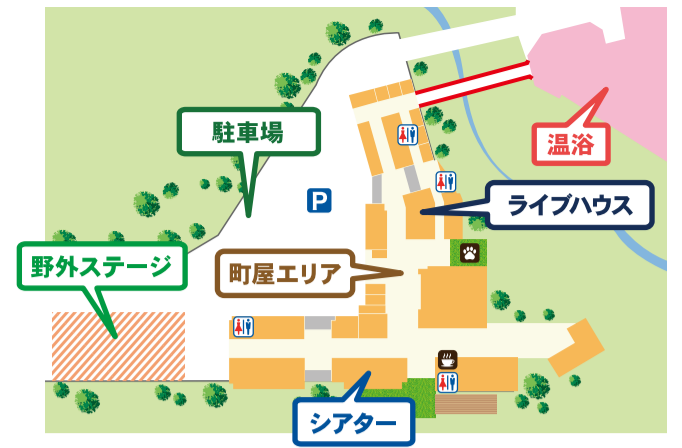 駐車場
温浴
P
ライブハウス
野外ステージ
町屋エリア
シアター